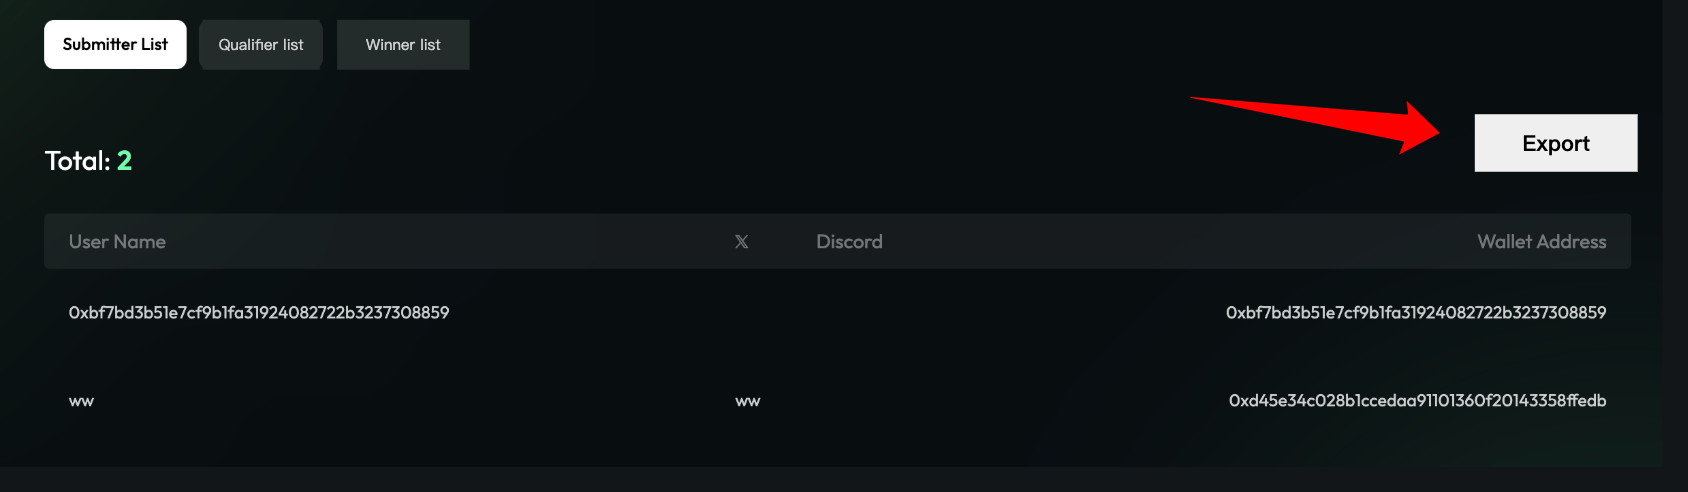 Submitter List Qualifier list Winner list
Export
Total: 2
User Name 𝕏 Discord Wallet Address
0xbf7bd3b51e7cf9b1fa31924082722b3237308859 0xbf7bd3b51e7cf9b1fa31924082722b3237308859
ww ww 0xd45e34c028b1ccedaa91101360f20143358ffedb